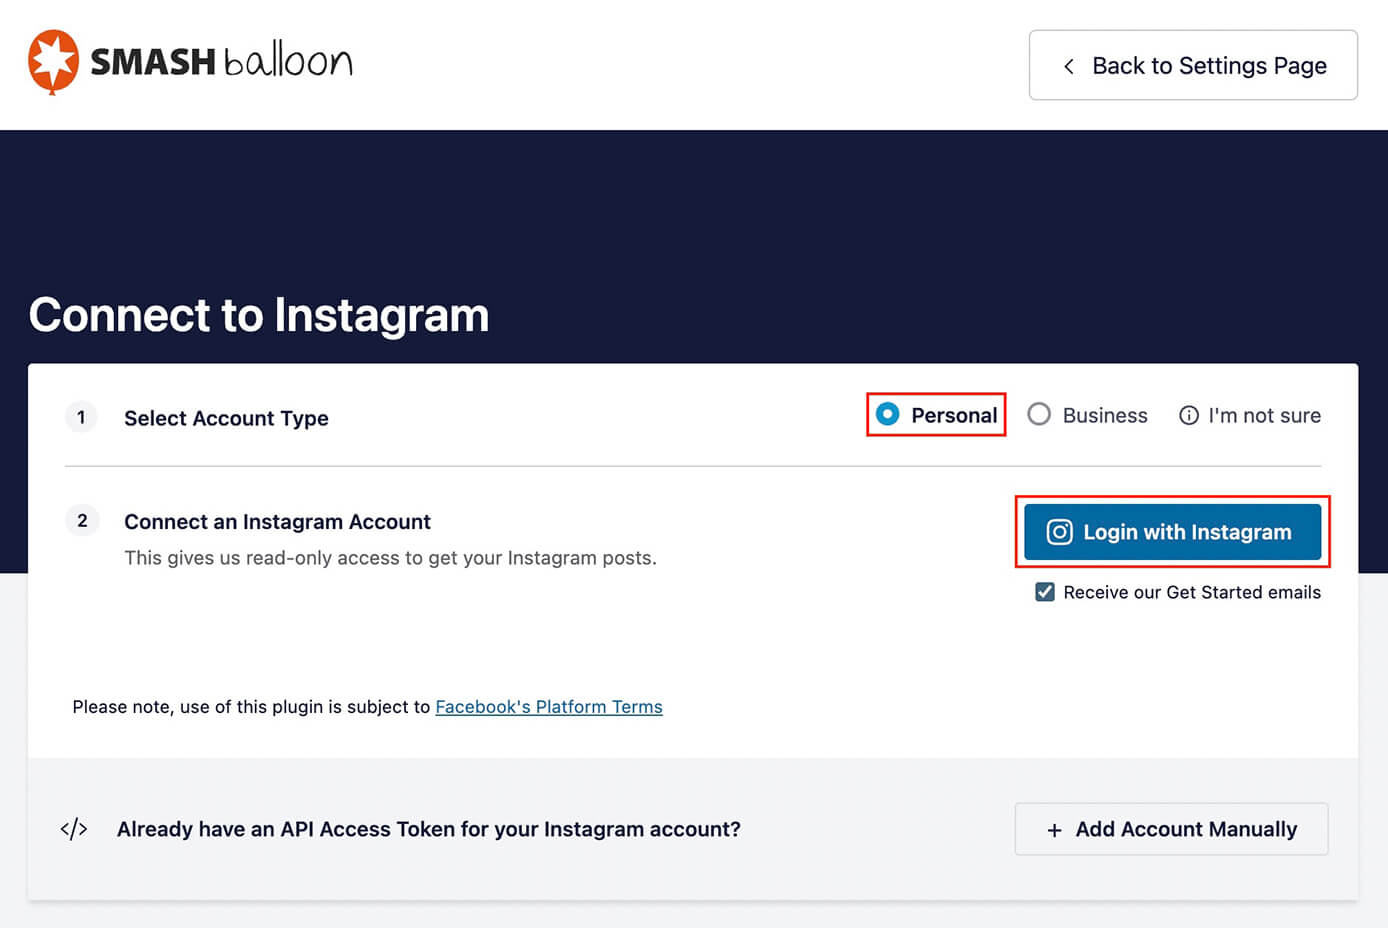 SMASH balloon
Back to Settings Page
Connect to Instagram
1 Select Account Type
Personal Business I'm not sure
2 Connect an Instagram Account
This gives us read-only access to get your Instagram posts.
Login with Instagram
Receive our Get Started emails
Please note, use of this plugin is subject to Facebook's Platform Terms
</> Already have an API Access Token for your Instagram account?
+ Add Account Manually